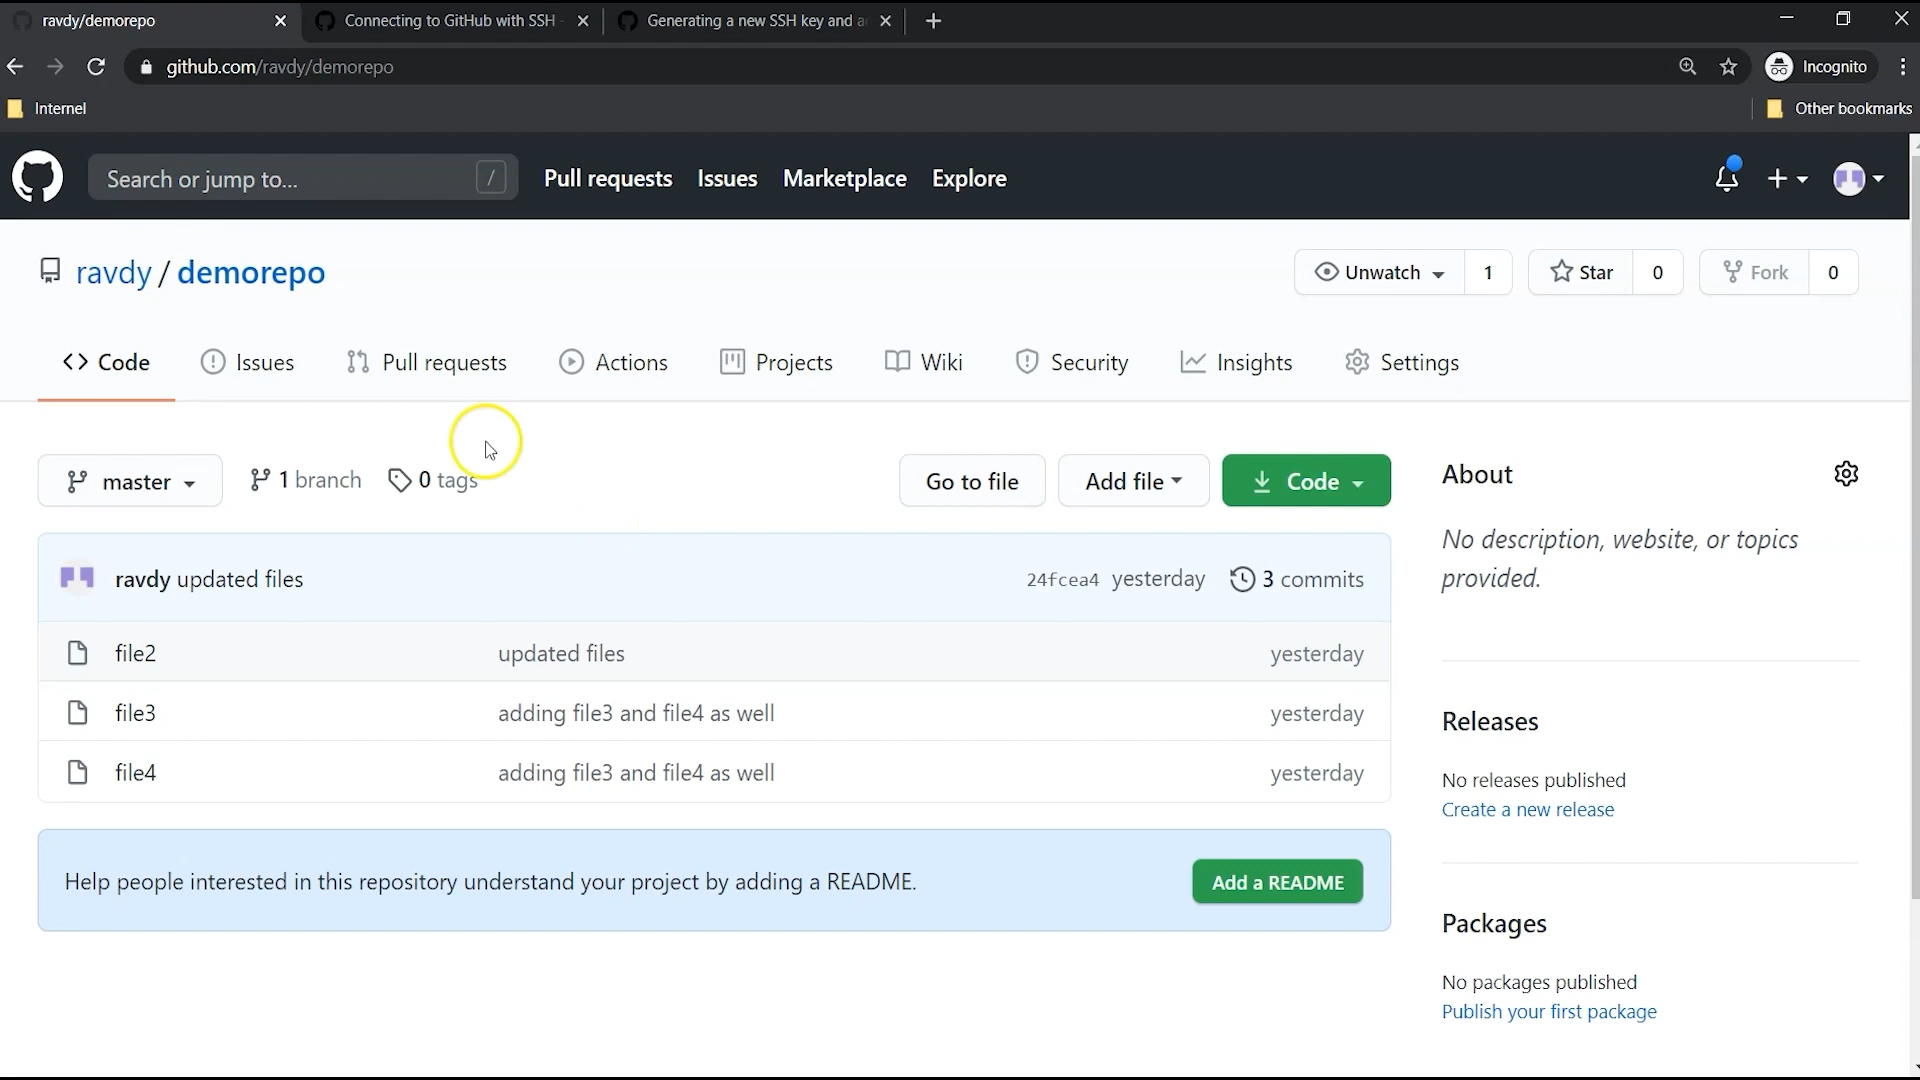 ravdy/demorepo
Connecting to GitHub with SSH -
Generating a new SSH key and a
github.com/ravdy/demorepo
Incognito
Internet
Other bookmarks
Search or jump to...
/
Pull requests
Issues
Marketplace
Explore
ravdy / demorepo
Unwatch
1
Star
0
Fork
0
Code
Issues
Pull requests
Actions
Projects
Wiki
Security
Insights
Settings
master
1 branch
0 tags
Go to file
Add file
Code
About
No description, website, or topics
provided.
ravdy updated files
24fcea4 yesterday
3 commits
file2
updated files
yesterday
file3
adding file3 and file4 as well
yesterday
file4
adding file3 and file4 as well
yesterday
Releases
No releases published
Create a new release
Help people interested in this repository understand your project by adding a README.
Add a README
Packages
No packages published
Publish your first package